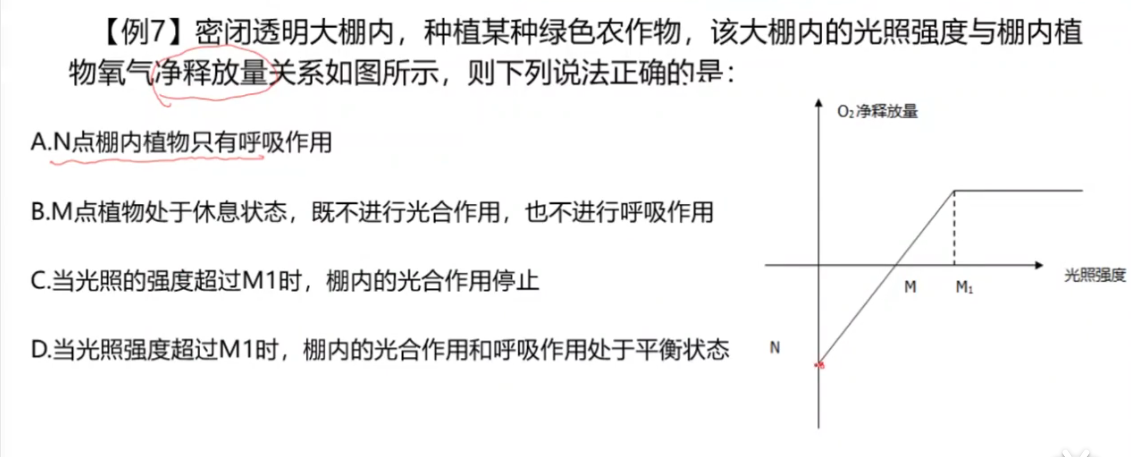 【例7】密闭透明大棚内，种植某种绿色农作物，该大棚内的光照强度与棚内植
物氧气净释放量关系如图所示，则下列说法正确的是：
A.N点棚内植物只有呼吸作用
B.M点植物处于休息状态，既不进行光合作用，也不进行呼吸作用
C.当光照的强度超过M1时，棚内的光合作用停止
D.当光照强度超过M1时，棚内的光合作用和呼吸作用处于平衡状态
O₂净释放量
光照强度
M
M₁
N